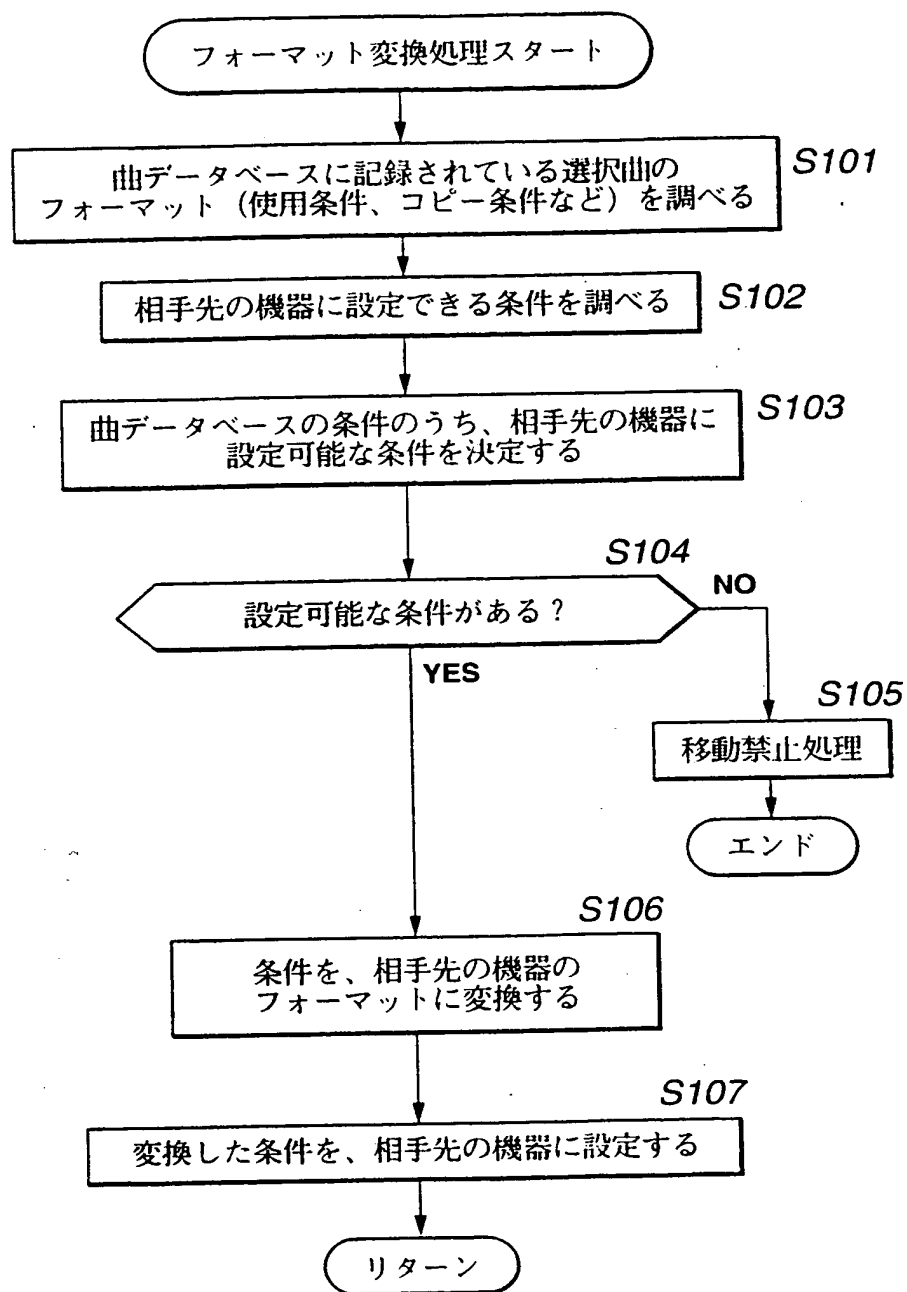 フォーマット変換処理スタート
曲データベースに記録されている選択曲の
フォーマット（使用条件、コピー条件など）を調べる
S101
相手先の機器に設定できる条件を調べる
S102
曲データベースの条件のうち、相手先の機器に
設定可能な条件を決定する
S103
S104
設定可能な条件がある？
NO
YES
S105
移動禁止処理
エンド
S106
条件を、相手先の機器の
フォーマットに変換する
S107
変換した条件を、相手先の機器に設定する
リターン